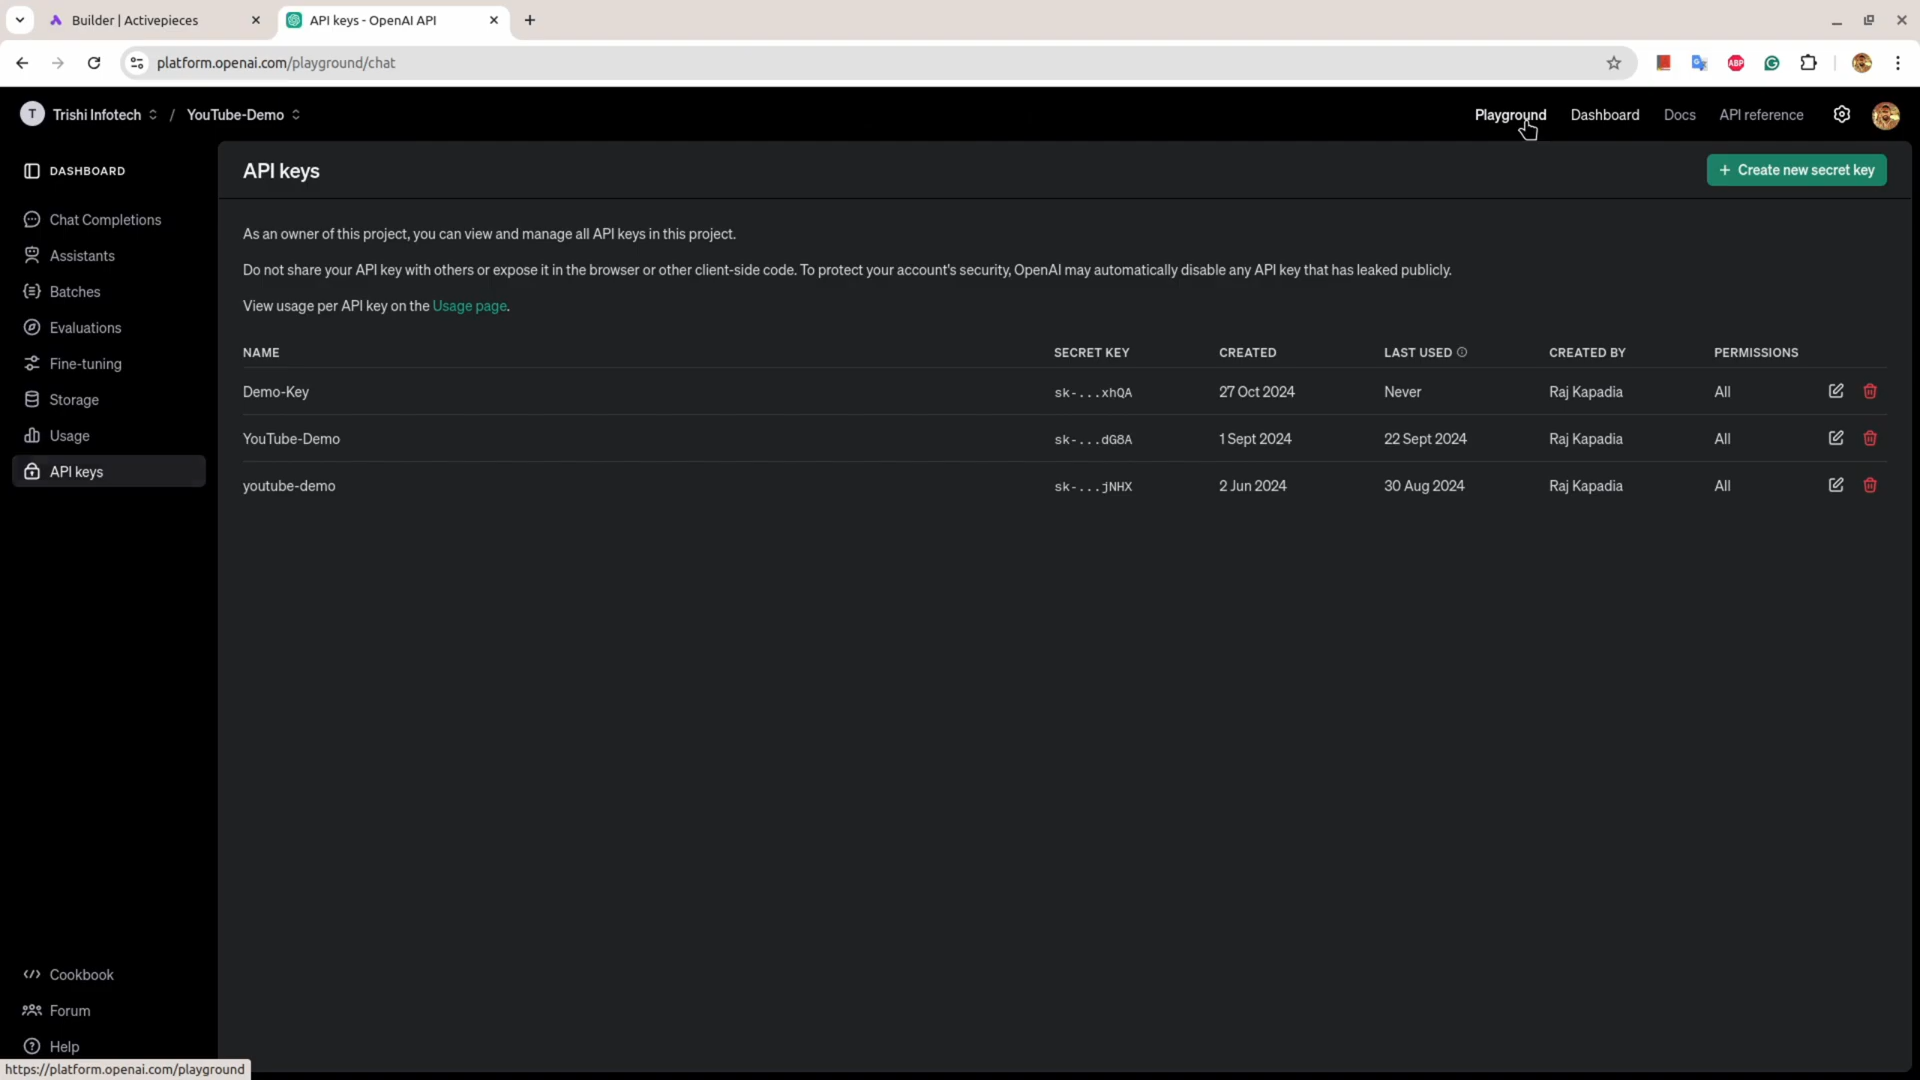 Builder | Activepieces
API keys - OpenAI API
platform.openai.com/playground/chat
ABP
T Trishi Infotech / YouTube-Demo
Playground Dashboard Docs API reference
DASHBOARD
Chat Completions
Assistants
Batches
Evaluations
Fine-tuning
Storage
Usage
API keys
API keys
+ Create new secret key
As an owner of this project, you can view and manage all API keys in this project.
Do not share your API key with others or expose it in the browser or other client-side code. To protect your account's security, OpenAI may automatically disable any API key that has leaked publicly.
View usage per API key on the Usage page.
NAME SECRET KEY CREATED LAST USED CREATED BY PERMISSIONS
Demo-Key sk-...xhQA 27 Oct 2024 Never Raj Kapadia All
YouTube-Demo sk-...dG8A 1 Sept 2024 22 Sept 2024 Raj Kapadia All
youtube-demo sk-...jNHX 2 Jun 2024 30 Aug 2024 Raj Kapadia All
Cookbook
Forum
Help
https://platform.openai.com/playground